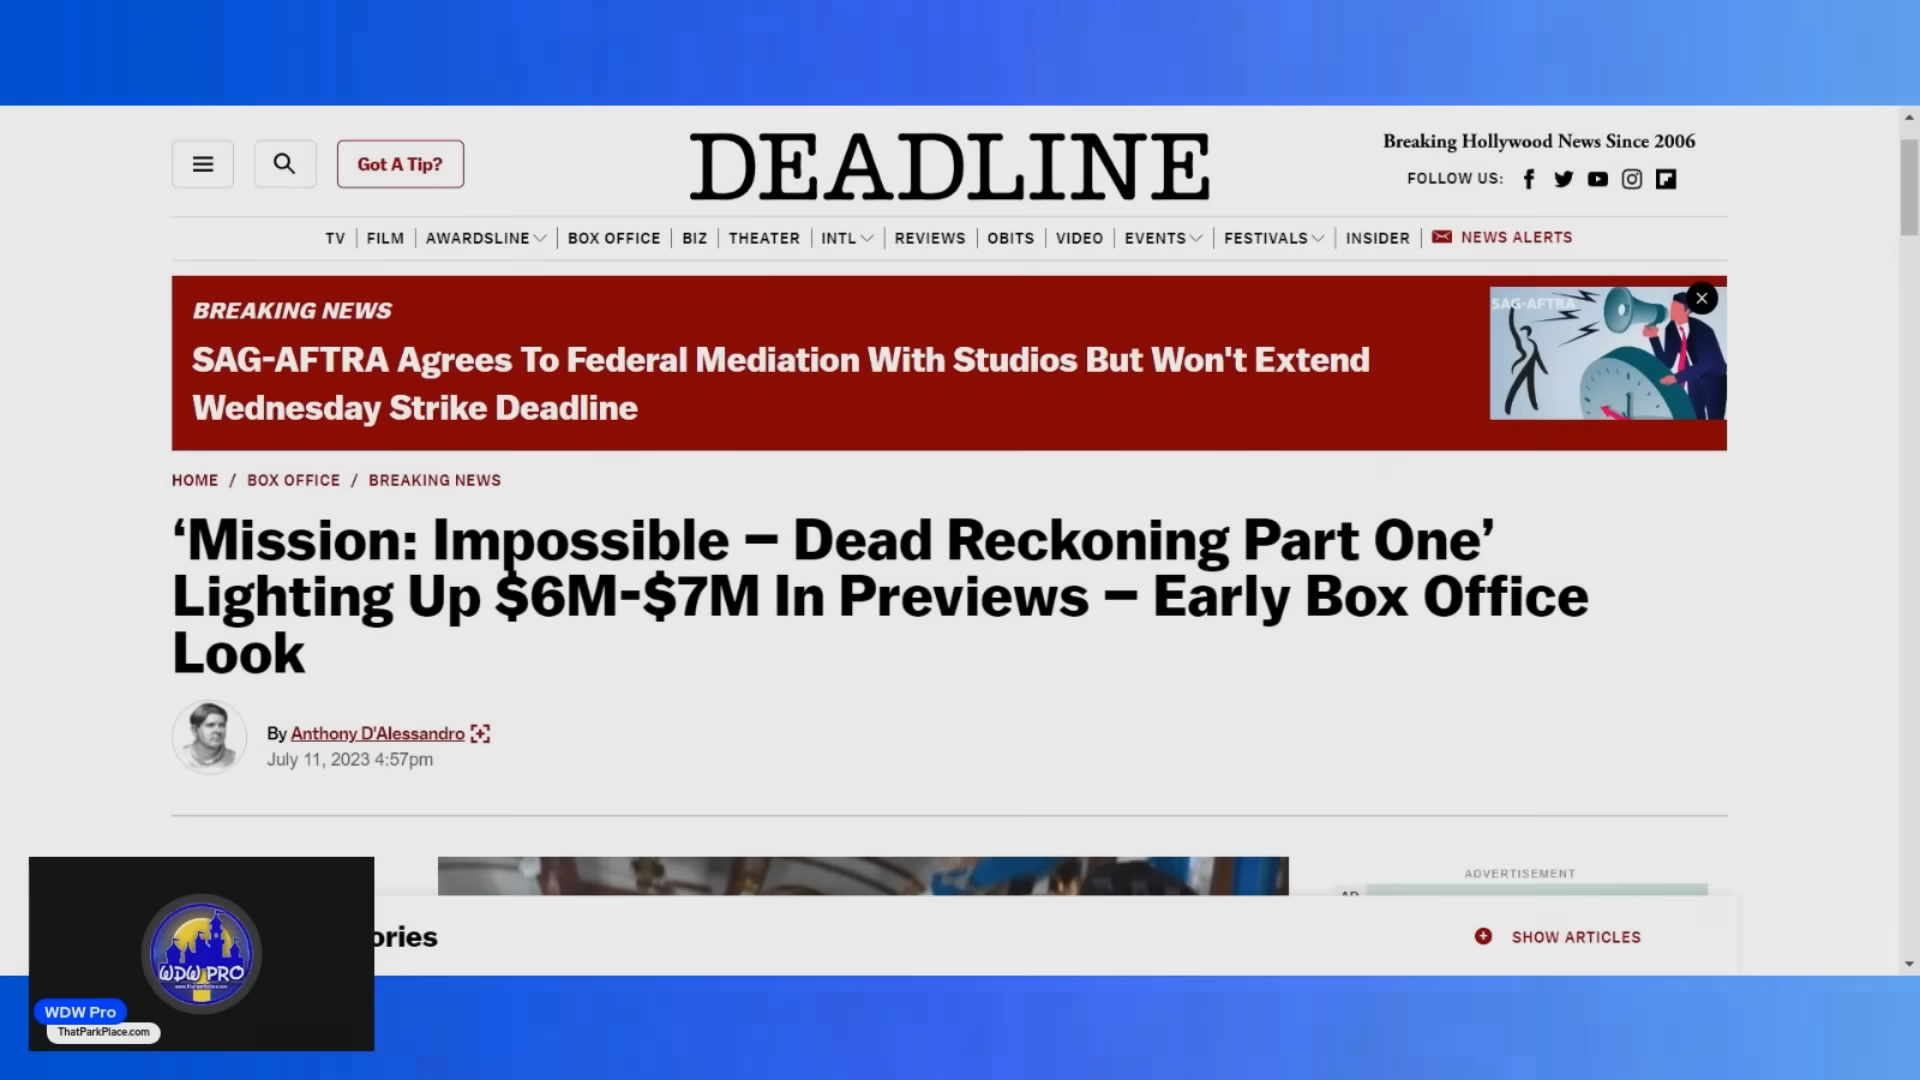 Got A Tip?
DEADLINE
Breaking Hollywood News Since 2006
FOLLOW US:
TV | FILM | AWARDSLINE | BOX OFFICE | BIZ | THEATER | INTL | REVIEWS | OBITS | VIDEO | EVENTS | FESTIVALS | INSIDER | NEWS ALERTS
BREAKING NEWS
SAG-AFTRA Agrees To Federal Mediation With Studios But Won't Extend
Wednesday Strike Deadline
SAG-AFTRA
HOME / BOX OFFICE / BREAKING NEWS
‘Mission: Impossible – Dead Reckoning Part One’
Lighting Up $6M-$7M In Previews – Early Box Office
Look
By Anthony D'Alessandro
July 11, 2023 4:57pm
ADVERTISEMENT
AD
ories
SHOW ARTICLES
WDW PRO
WDW Pro
ThatParkPlace.com